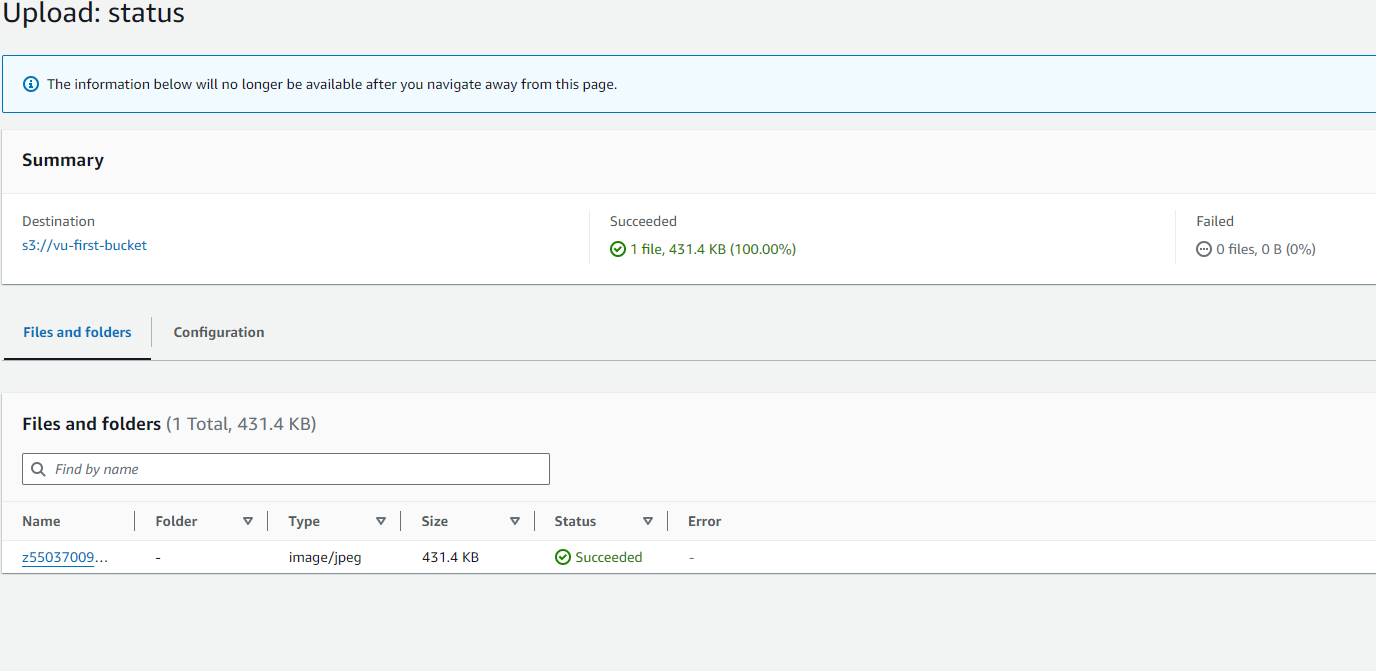 Upload: status
The information below will no longer be available after you navigate away from this page.
Summary
Destination
s3://vu-first-bucket
Succeeded
1 file, 431.4 KB (100.00%)
Failed
0 files, 0 B (0%)
Files and folders
Configuration
Files and folders (1 Total, 431.4 KB)
Find by name
Name Folder Type Size Status Error
z55037009... - image/jpeg 431.4 KB Succeeded -